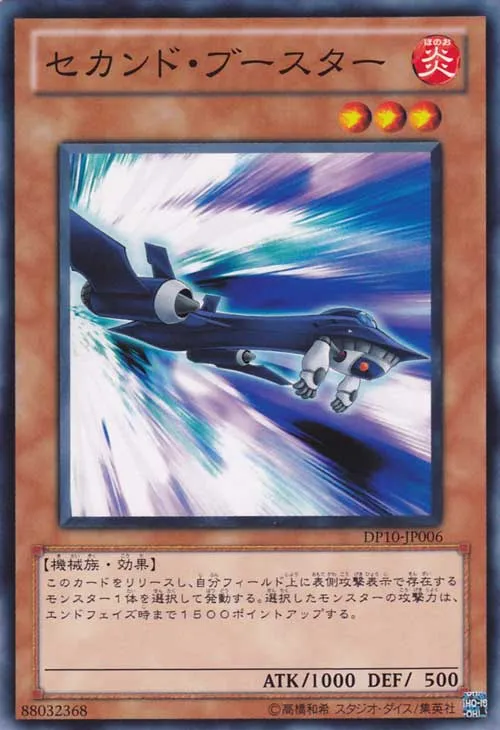 セカンド・ブースター
ほのお
炎
DP10-JP006
【機械族・効果】
このカードをリリースし、自分フィールド上に表側攻撃表示で存在する
モンスター1体を選択して発動する。選択したモンスターの攻撃力は、
エンドフェイズ時まで1500ポイントアップする。
ATK/1000 DEF/ 500
88032368
©高橋和希 スタジオ・ダイス/集英社